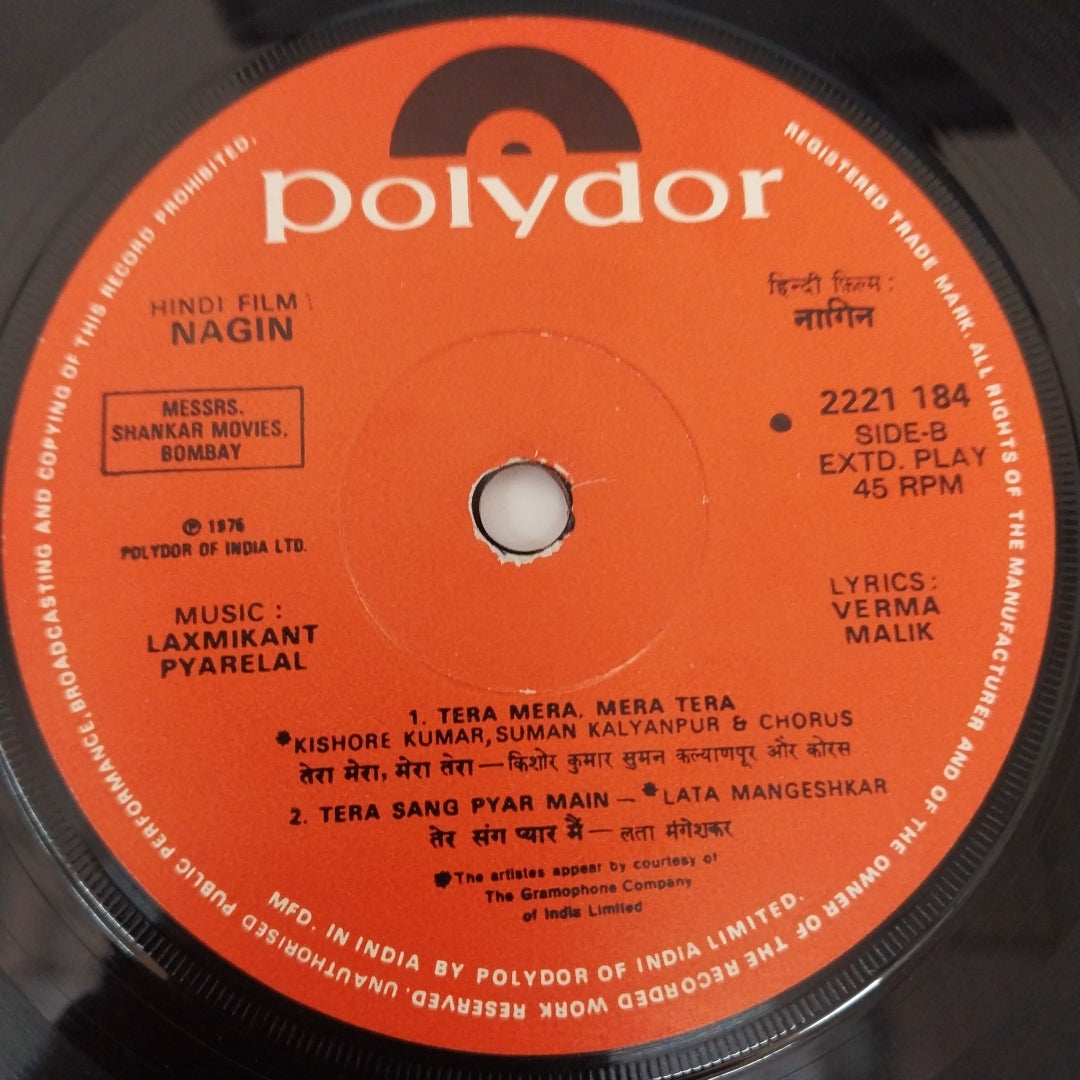 polydor
HINDI FILM :
NAGIN
हिन्दी फ़िल्म :
नागिन
MESSRS.
SHANKAR MOVIES,
BOMBAY
2221 184
SIDE-B
EXTD. PLAY
45 RPM
℗ 1976
POLYDOR OF INDIA LTD.
MUSIC :
LAXMIKANT
PYARELAL
LYRICS :
VERMA
MALIK
1. TERA MERA, MERA TERA
*KISHORE KUMAR, SUMAN KALYANPUR & CHORUS
तेरा मेरा, मेरा तेरा — किशोर कुमार सुमन कल्याणपूर और कोरस
2. TERA SANG PYAR MAIN — *LATA MANGESHKAR
तेर संग प्यार मैं — लता मंगेशकर
*The artistes appear by courtesy of
The Gramophone Company
of India Limited
MFD. IN INDIA BY POLYDOR OF INDIA LIMITED.
REGISTERED TRADE MARK. ALL RIGHTS OF THE MANUFACTURER AND OF THE OWNER OF THE RECORDED WORK RESERVED. UNAUTHORISED PUBLIC PERFORMANCE, BROADCASTING AND COPYING OF THIS RECORD PROHIBITED.